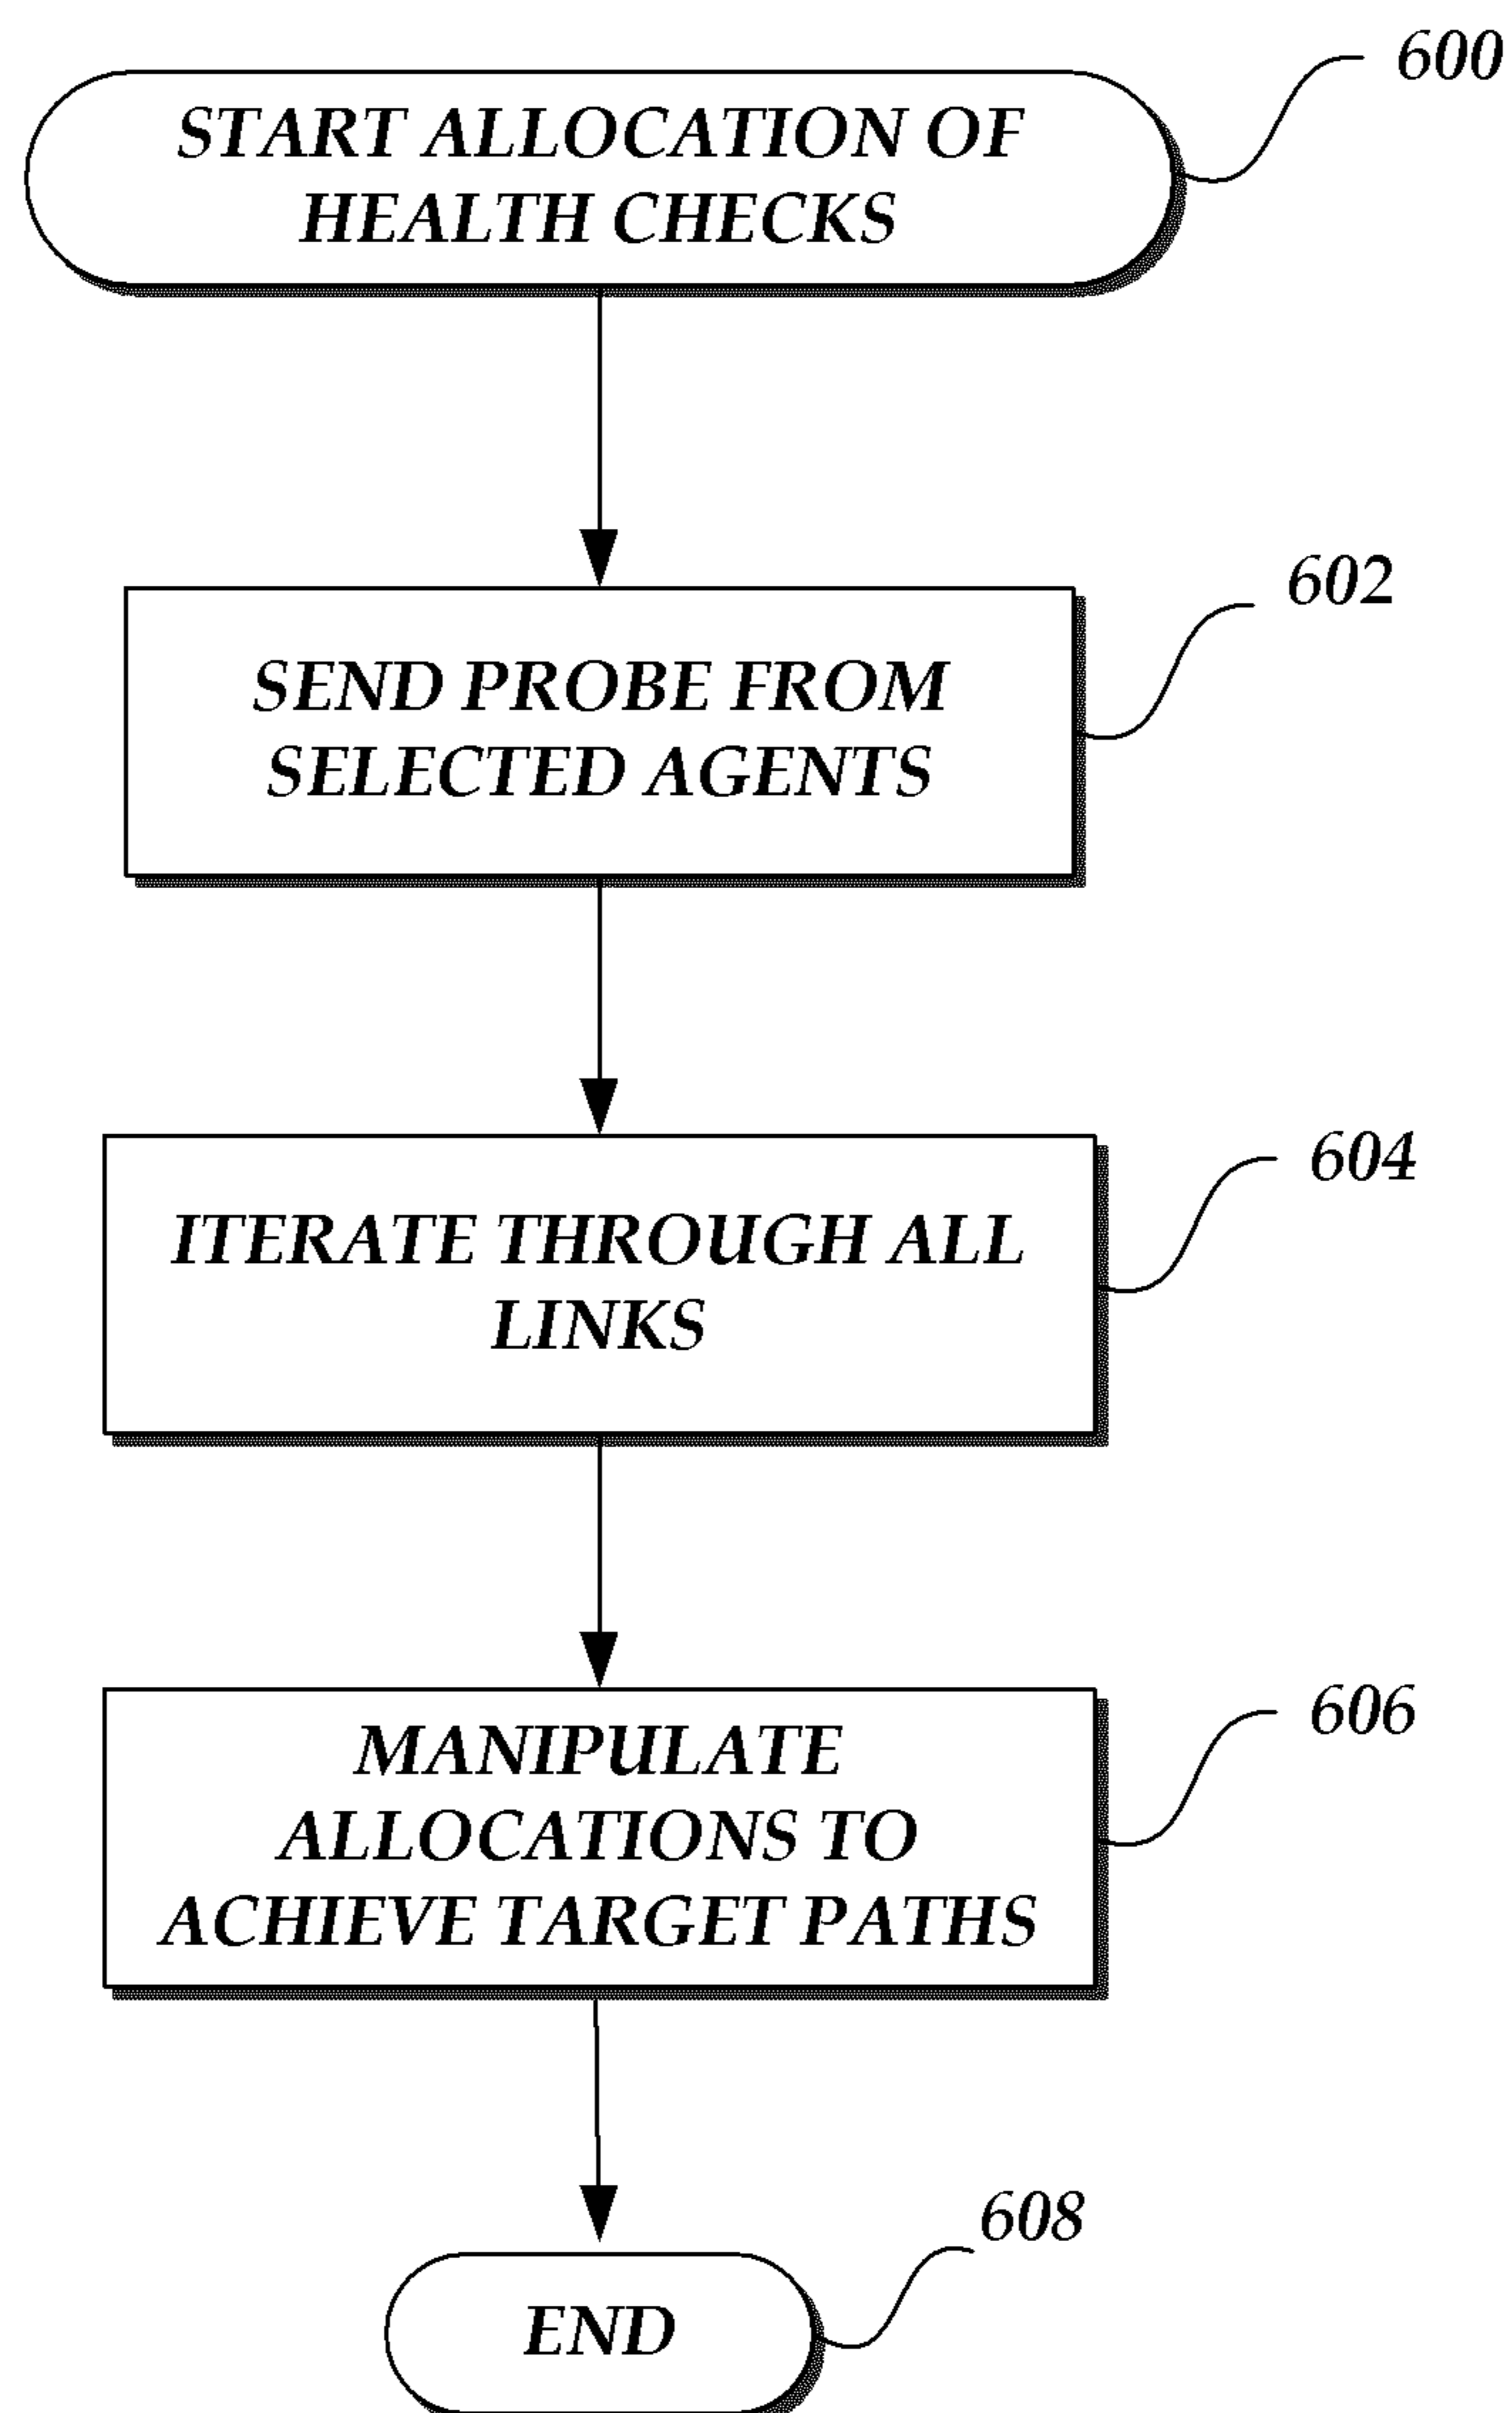 600
START ALLOCATION OF
HEALTH CHECKS
602
SEND PROBE FROM
SELECTED AGENTS
604
ITERATE THROUGH ALL
LINKS
606
MANIPULATE
ALLOCATIONS TO
ACHIEVE TARGET PATHS
608
END